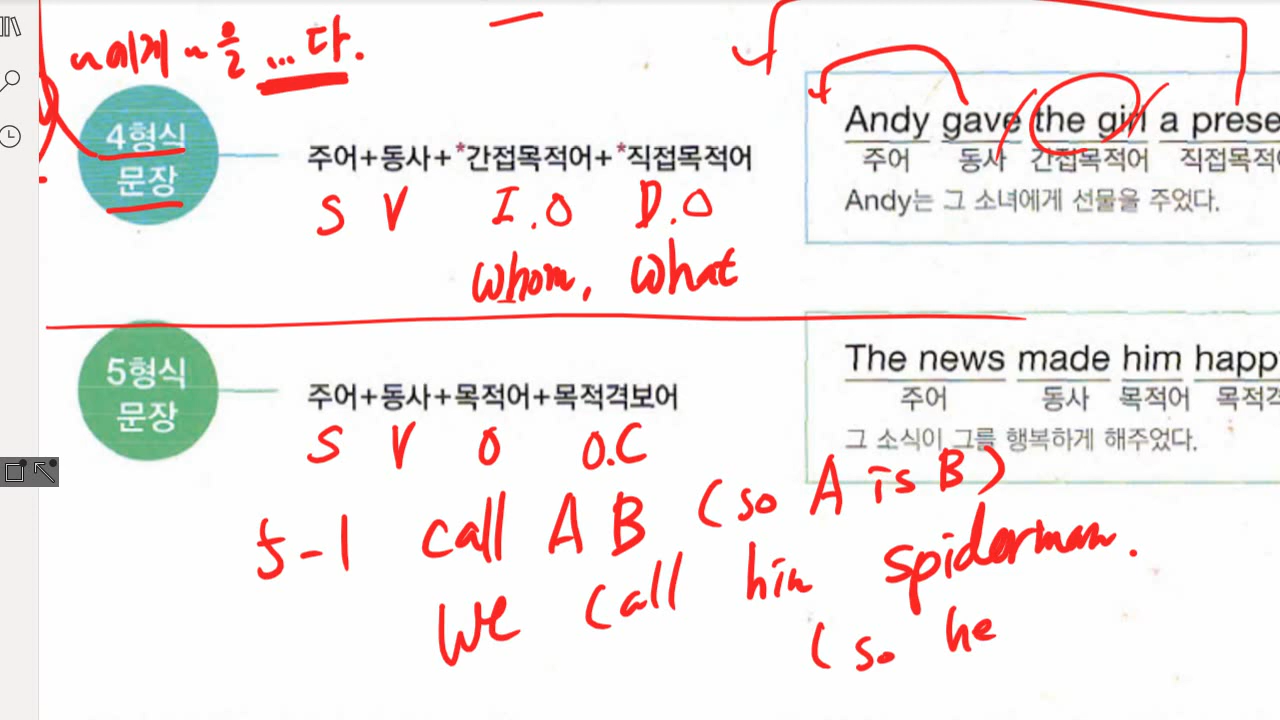 ~에게 ~을 ... 다.
4형식
문장
주어+동사+*간접목적어+*직접목적어
S V I.O D.O
whom, what
Andy gave the girl a prese
주어 동사 간접목적어 직접목적
Andy는 그 소녀에게 선물을 주었다.
5형식
문장
주어+동사+목적어+목적격보어
S V O O.C
The news made him happ
주어 동사 목적어 목적격
그 소식이 그를 행복하게 해주었다.
5-1 call A B (so A is B)
We call him spiderman.
(so he